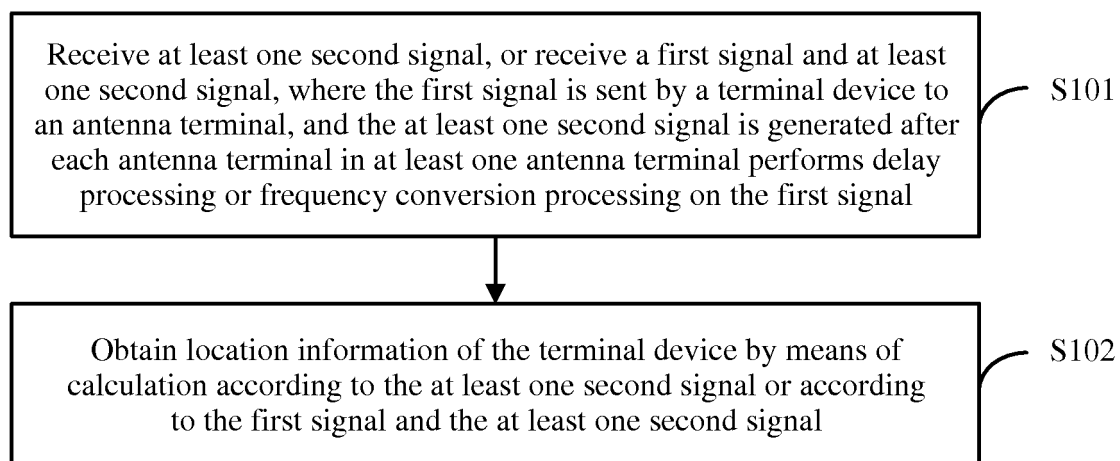 Receive at least one second signal, or receive a first signal and at least
one second signal, where the first signal is sent by a terminal device to
an antenna terminal, and the at least one second signal is generated after
each antenna terminal in at least one antenna terminal performs delay
processing or frequency conversion processing on the first signal
S101
Obtain location information of the terminal device by means of
calculation according to the at least one second signal or according
to the first signal and the at least one second signal
S102